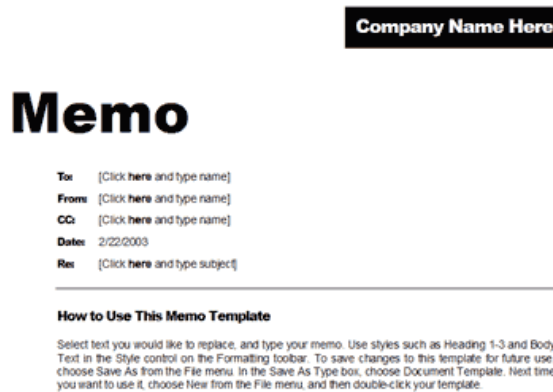 Company Name Here
Memo
To: [Click here and type name]
From: [Click here and type name]
CC: [Click here and type name]
Date: 2/22/2003
Re: [Click here and type subject]
How to Use This Memo Template
Select text you would like to replace, and type your memo. Use styles such as Heading 1-3 and Body
Text in the Style control on the Formatting toolbar. To save changes to this template for future use,
choose Save As from the File menu. In the Save As Type box, choose Document Template. Next time
you want to use it, choose New from the File menu, and then double-click your template.